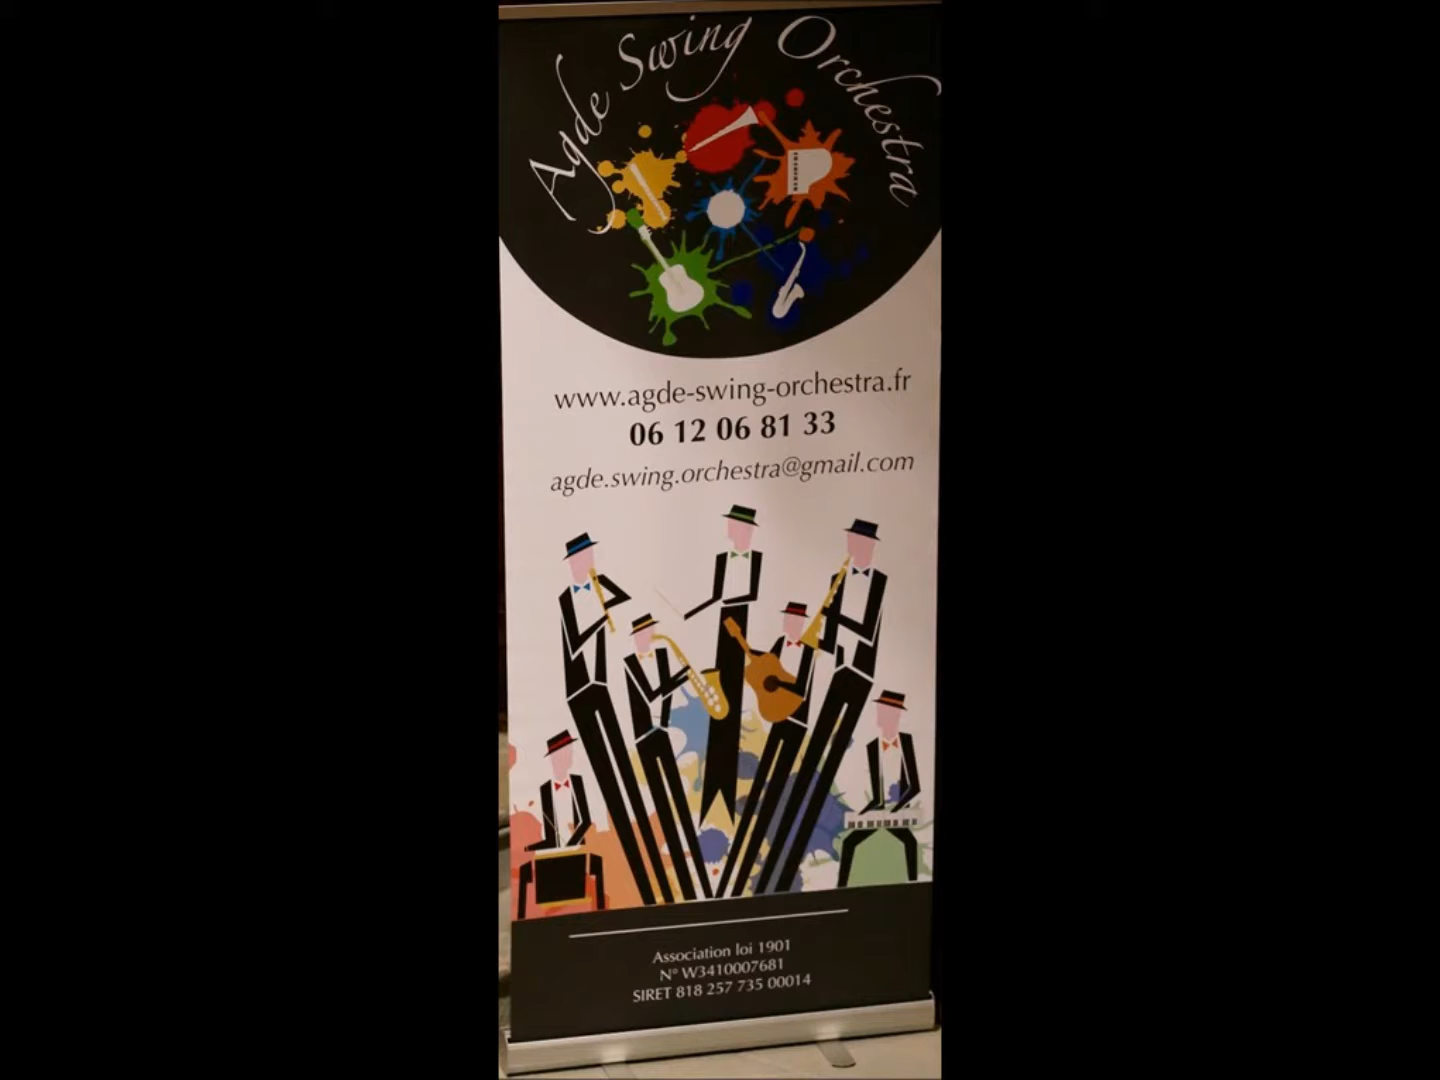 Agde Swing Orchestra
www.agde-swing-orchestra.fr
06 12 06 81 33
agde.swing.orchestra@gmail.com
Association loi 1901
N° W3410007681
SIRET 818 257 735 00014